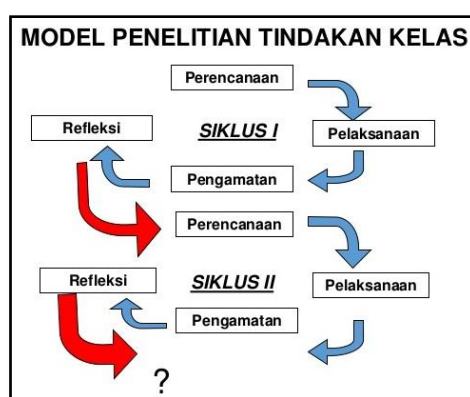 MODEL PENELITIAN TINDAKAN KELAS
Perencanaan
Refleksi
SIKLUS I
Pelaksanaan
Pengamatan
Perencanaan
Refleksi
SIKLUS II
Pelaksanaan
Pengamatan
?